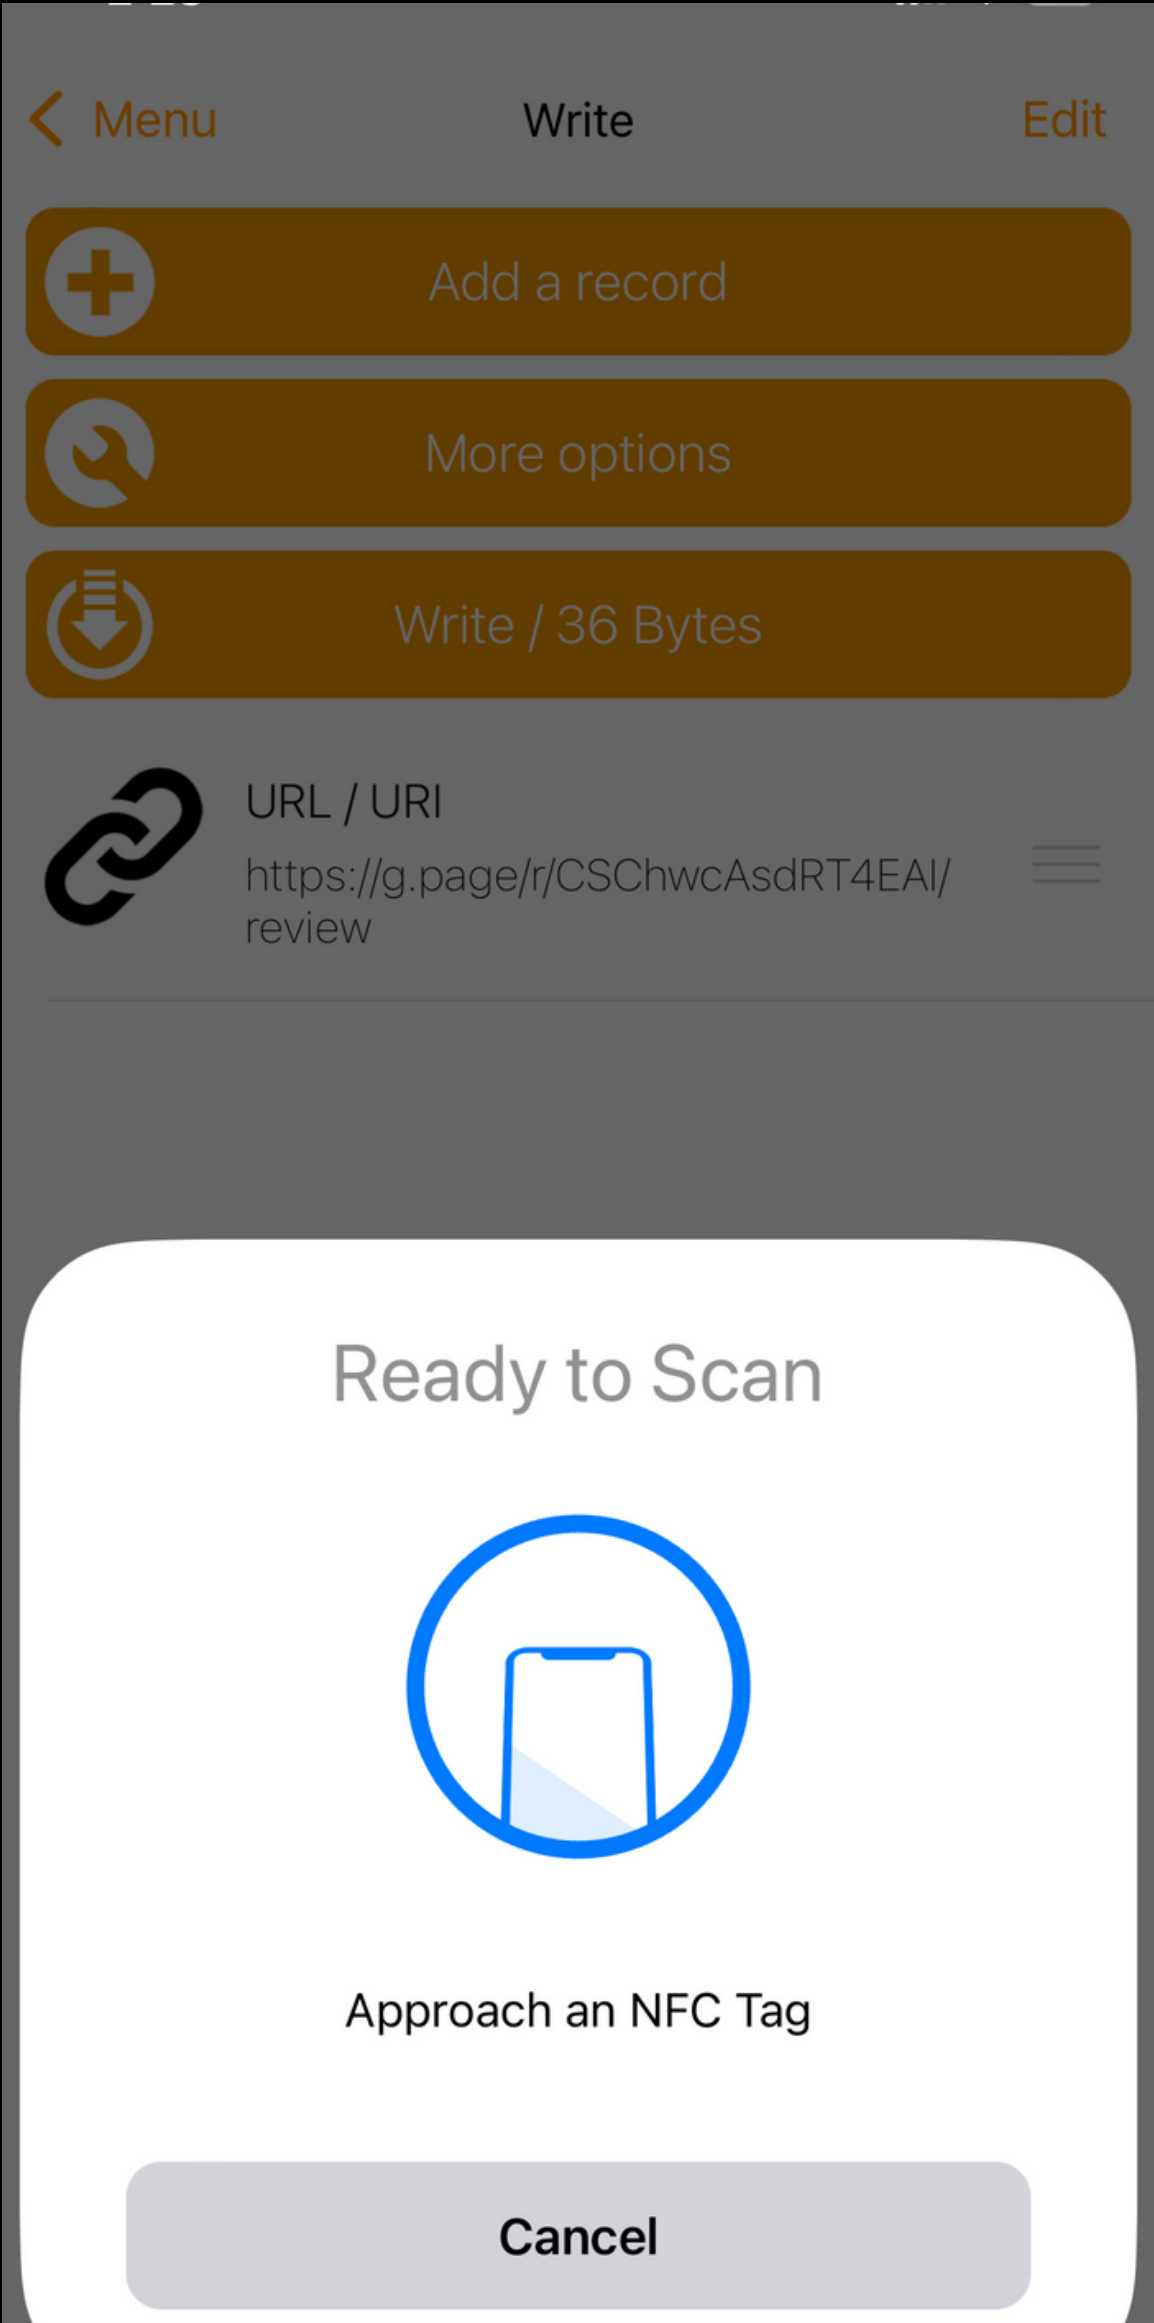 Menu
Write
Edit
Add a record
More options
Write / 36 Bytes
URL / URI
https://g.page/r/CSChwcAsdRT4EAI/
review
Ready to Scan
Approach an NFC Tag
Cancel